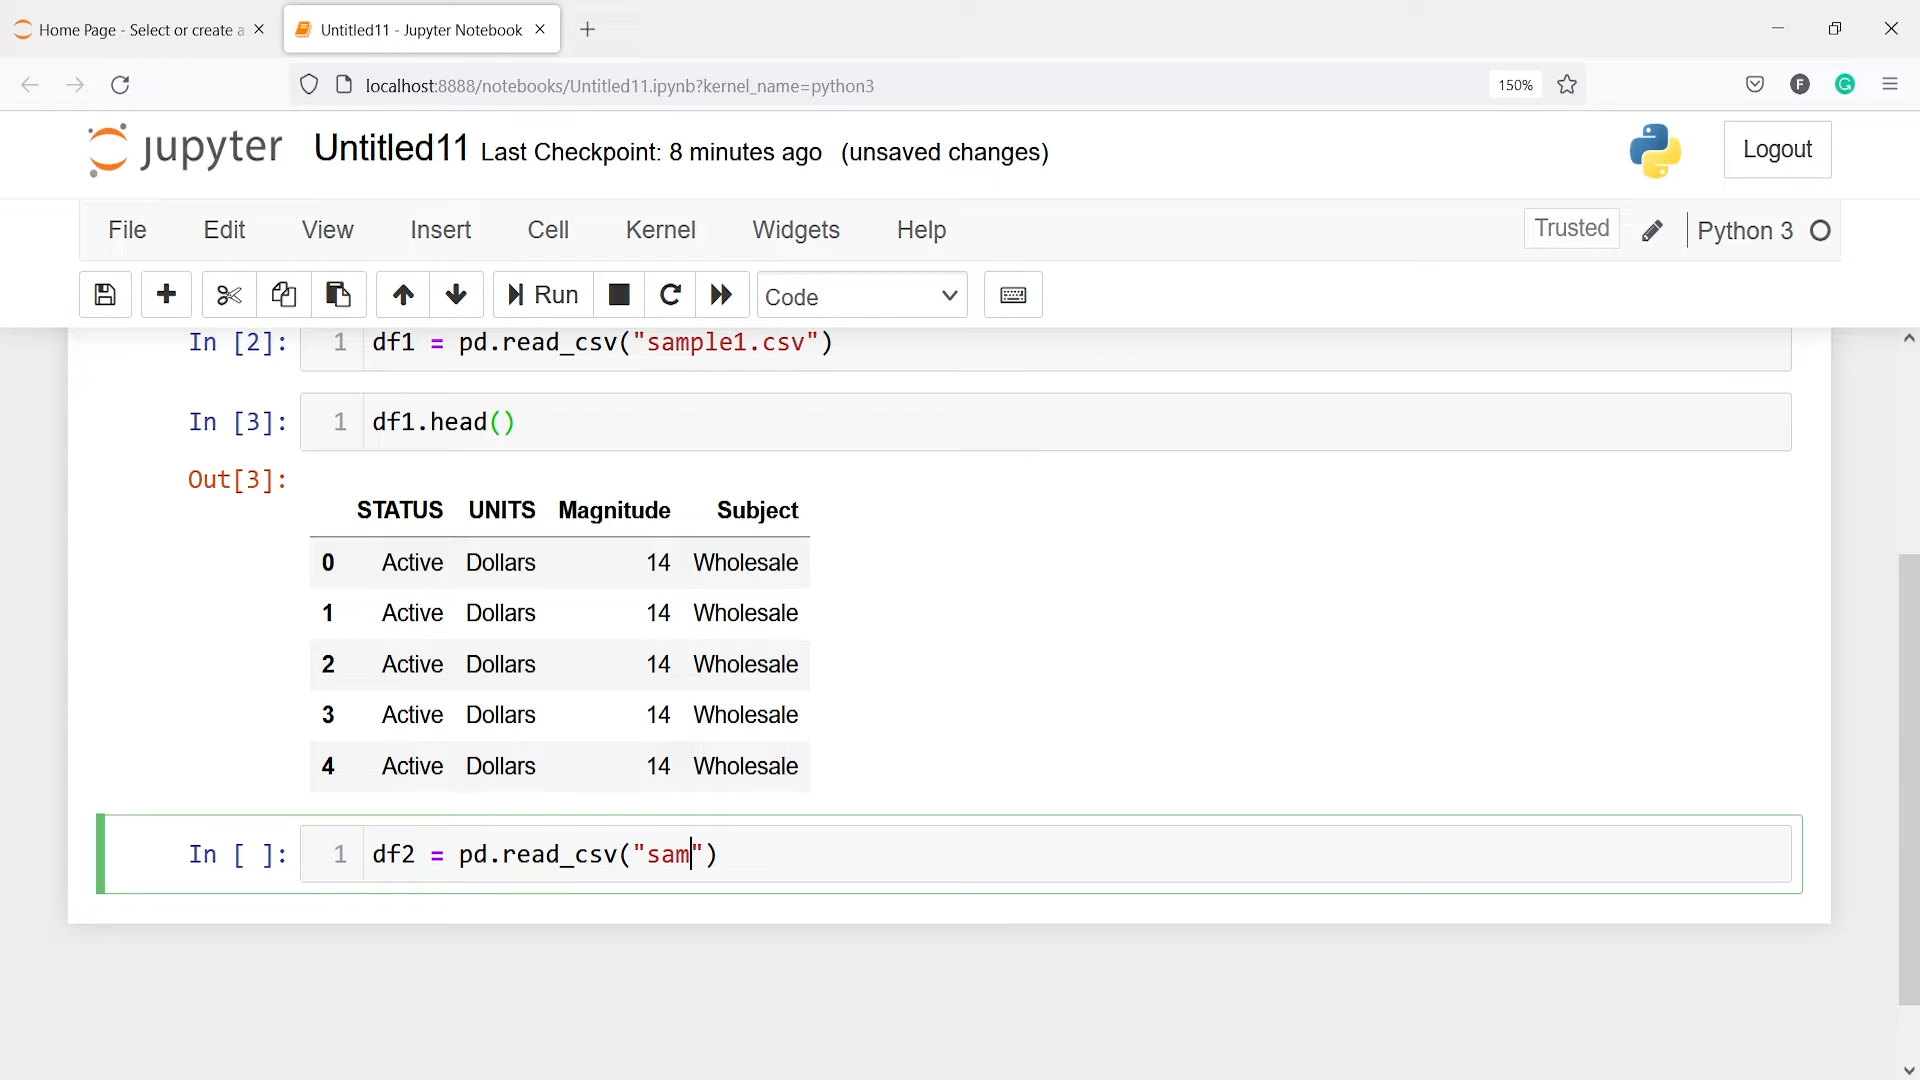 Home Page - Select or create a
Untitled11 - Jupyter Notebook
localhost:8888/notebooks/Untitled11.ipynb?kernel_name=python3
150%
F
G
jupyter Untitled11 Last Checkpoint: 8 minutes ago (unsaved changes)
Logout
File Edit View Insert Cell Kernel Widgets Help
Trusted
Python 3
Run
Code
In [2]: 1 df1 = pd.read_csv("sample1.csv")
In [3]: 1 df1.head()
Out[3]:
STATUS UNITS Magnitude Subject
0 Active Dollars 14 Wholesale
1 Active Dollars 14 Wholesale
2 Active Dollars 14 Wholesale
3 Active Dollars 14 Wholesale
4 Active Dollars 14 Wholesale
In [ ]: 1 df2 = pd.read_csv("sam")